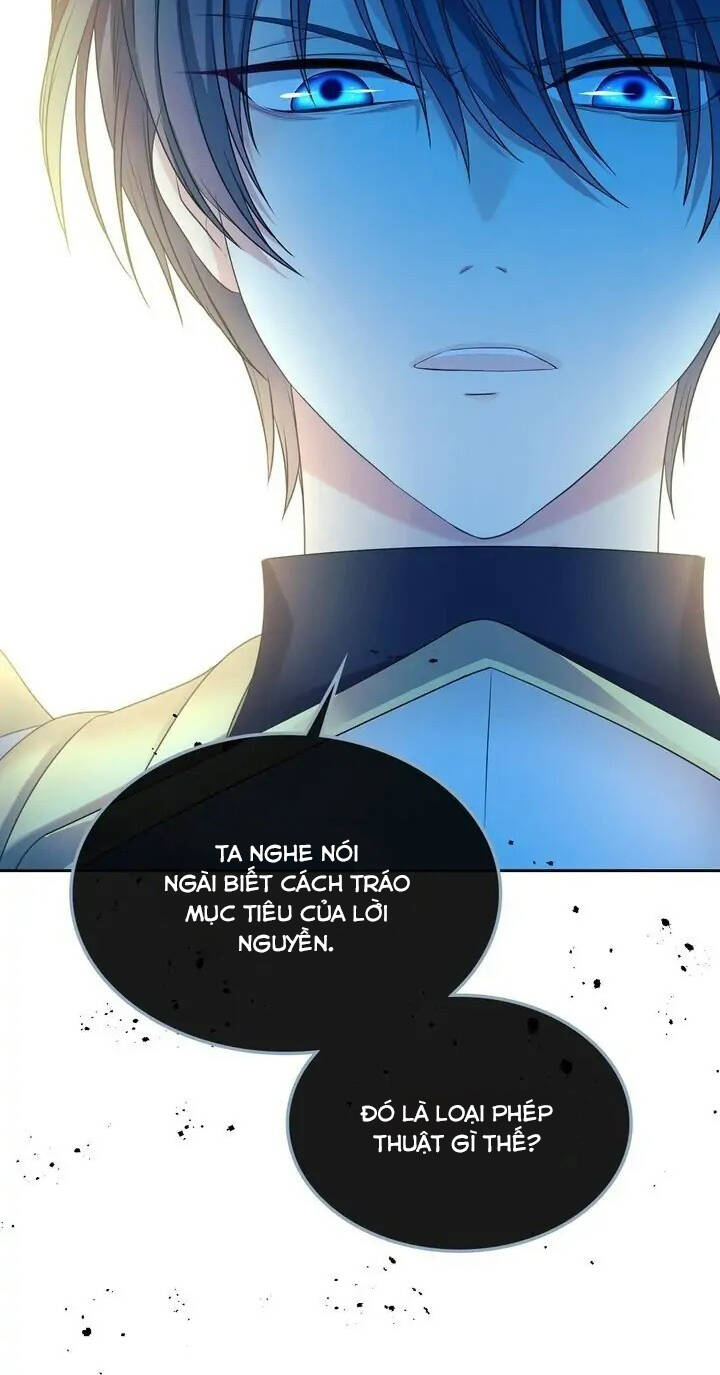 TA NGHE NÓI
NGÀI BIẾT CÁCH TRÁO
MỤC TIÊU CỦA LỜI
NGUYỀN.
ĐÓ LÀ LOẠI PHÉP
THUẬT GÌ THẾ?